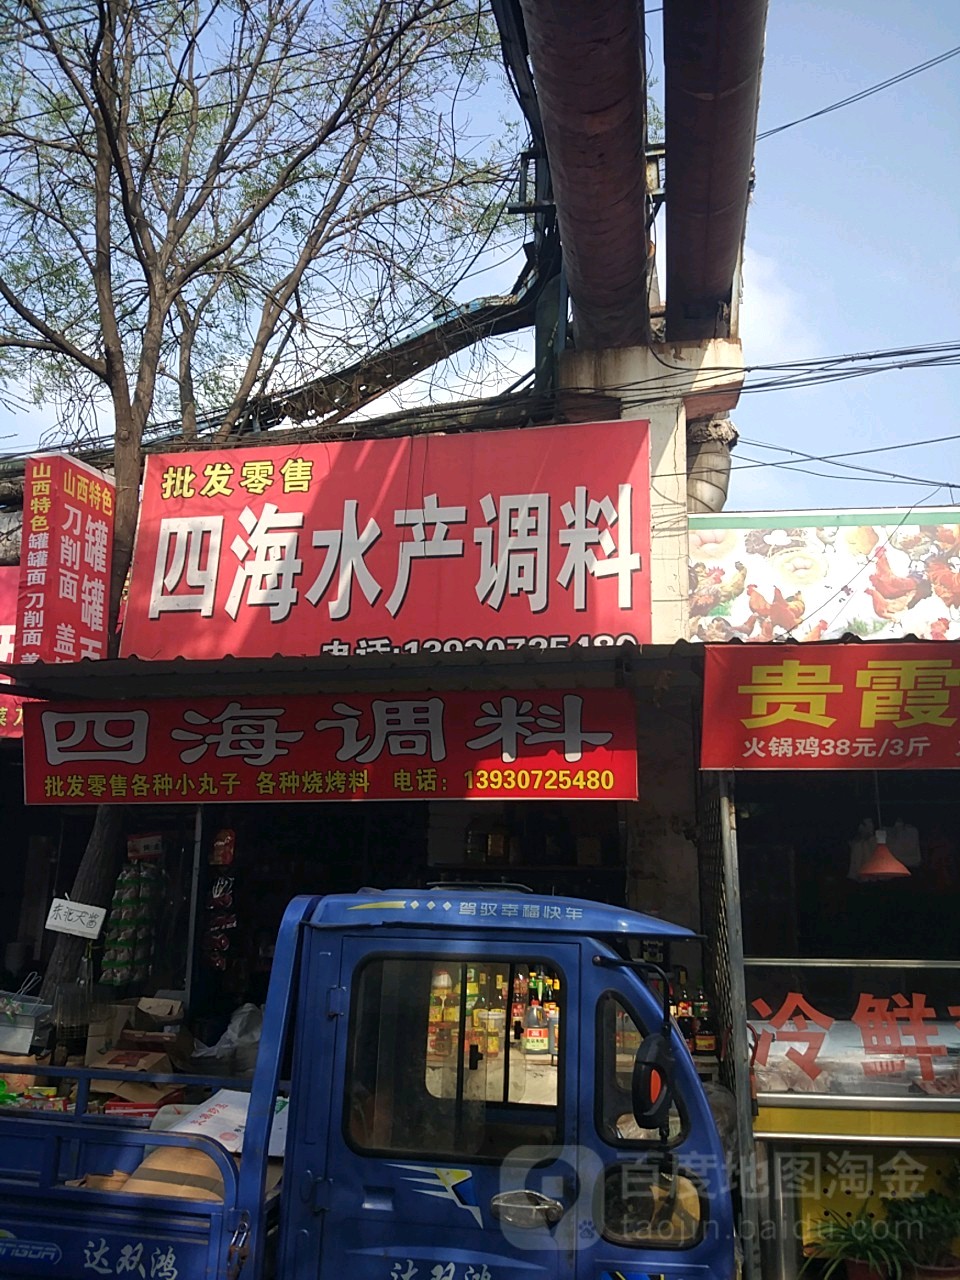 山西特色罐罐面 刀削面
山西特色
罐罐
刀削面
批发零售
四海水产调料
电话:13930725480
四海调料
批发零售各种小丸子 各种烧烤料 电话：13930725480
贵霞
火锅鸡38元/3斤
驾驭幸福快车
冷鲜
达双鸿
达双鸿
百度地图淘金
taojin.baidu.com